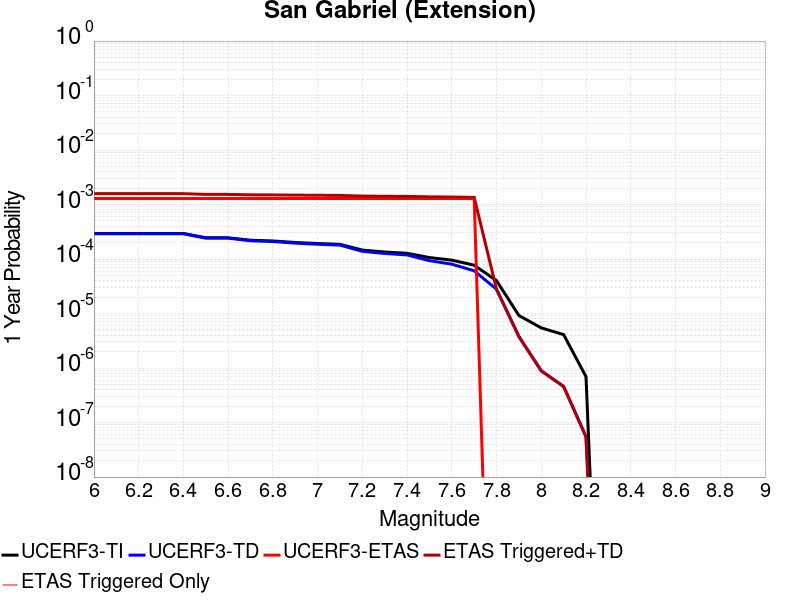 San Gabriel (Extension)
10^0
10^-1
10^-2
10^-3
10^-4
10^-5
10^-6
10^-7
10^-8
1 Year Probability
6 6.2 6.4 6.6 6.8 7 7.2 7.4 7.6 7.8 8 8.2 8.4 8.6 8.8 9
Magnitude
UCERF3-TI UCERF3-TD UCERF3-ETAS ETAS Triggered+TD
ETAS Triggered Only